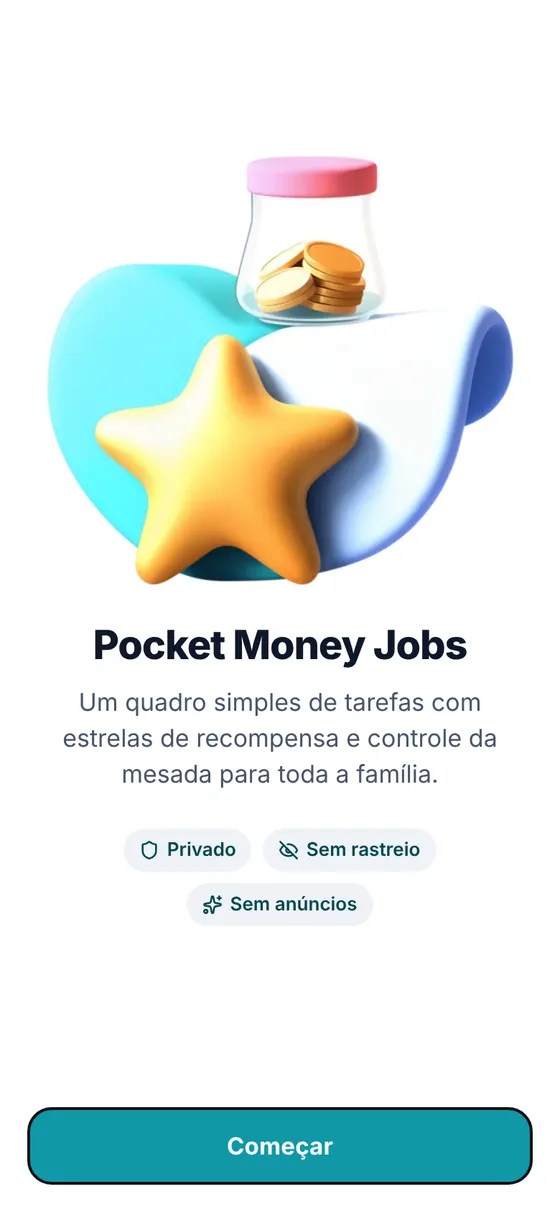 Pocket Money Jobs
Um quadro simples de tarefas com
estrelas de recompensa e controle da
mesada para toda a família.
Privado
Sem rastreio
Sem anúncios
Começar